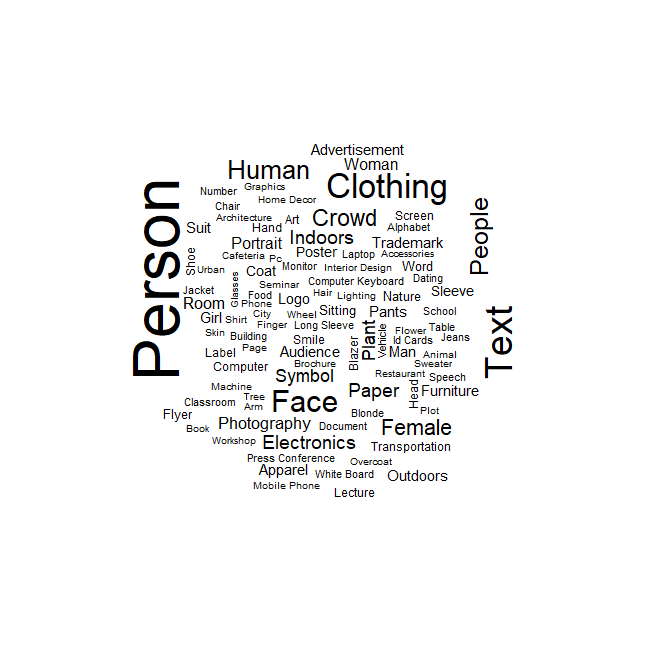 Advertisement
Woman
Human
Clothing
Number
Graphics
Home Decor
Chair
Architecture
Art
Crowd
Screen
People
Person
Suit
Hand
Alphabet
Indoors
Portrait
Trademark
Shoe
Cafeteria
Pc
Poster
Laptop
Accessories
Urban
Coat
Monitor
Interior Design
Word
Glasses
Seminar
Computer Keyboard
Dating
Jacket
Food
Hair
Lighting
Nature
Sleeve
Room
Phone
Logo
Girl
Shirt
City
Wheel
Sitting
Pants
School
Text
Skin
Building
Finger
Long Sleeve
Plant
Vehicle
Flower
Table
Smile
Blazer
Id Cards
Jeans
Label
Page
Audience
Man
Animal
Computer
Brochure
Sweater
Symbol
Restaurant
Speech
Machine
Tree
Paper
Head
Furniture
Classroom
Arm
Face
Flyer
Blonde
Plot
Book
Photography
Document
Female
Workshop
Electronics
Transportation
Press Conference
Overcoat
Apparel
White Board
Outdoors
Mobile Phone
Lecture